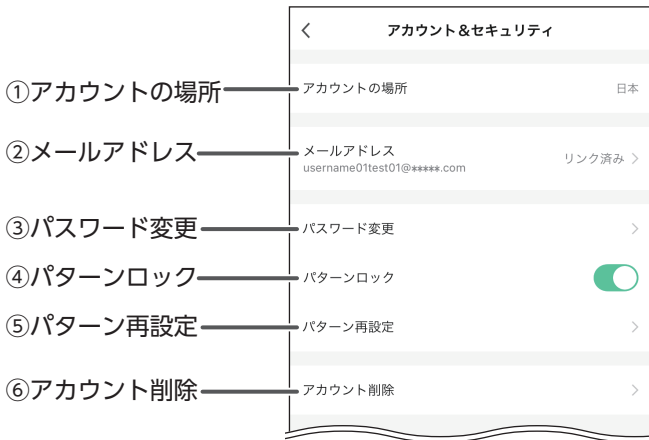 アカウント＆セキュリティ
①アカウントの場所
アカウントの場所 日本
②メールアドレス
メールアドレス
username01test01@*****.com
リンク済み
③パスワード変更
パスワード変更
④パターンロック
パターンロック
⑤パターン再設定
パターン再設定
⑥アカウント削除
アカウント削除